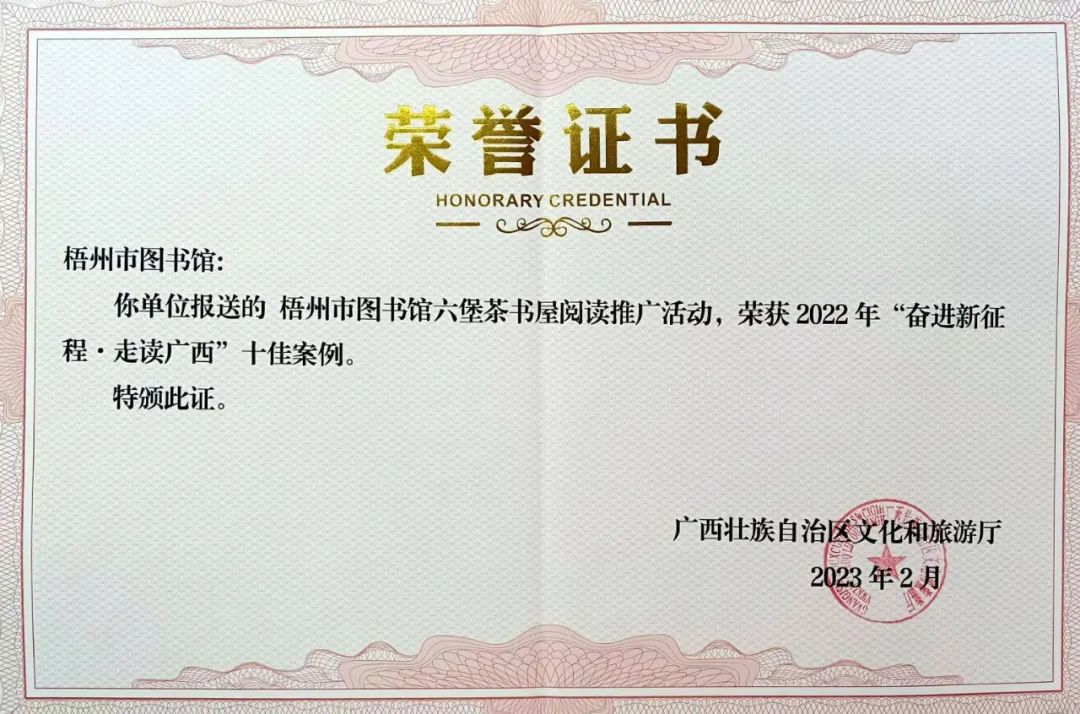 荣誉证书
HONORARY CREDENTIAL
梧州市图书馆:
你单位报送的 梧州市图书馆六堡茶书屋阅读推广活动，荣获 2022 年“奋进新征
程·走读广西”十佳案例。
特颁此证。
广西壮族自治区文化和旅游厅
2023 年 2 月